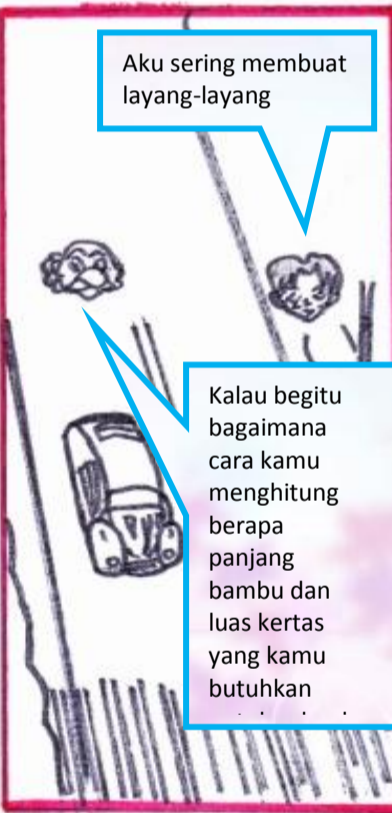 Aku sering membuat
layang-layang
Kalau begitu
bagaimana
cara kamu
menghitung
berapa
panjang
bambu dan
luas kertas
yang kamu
butuhkan